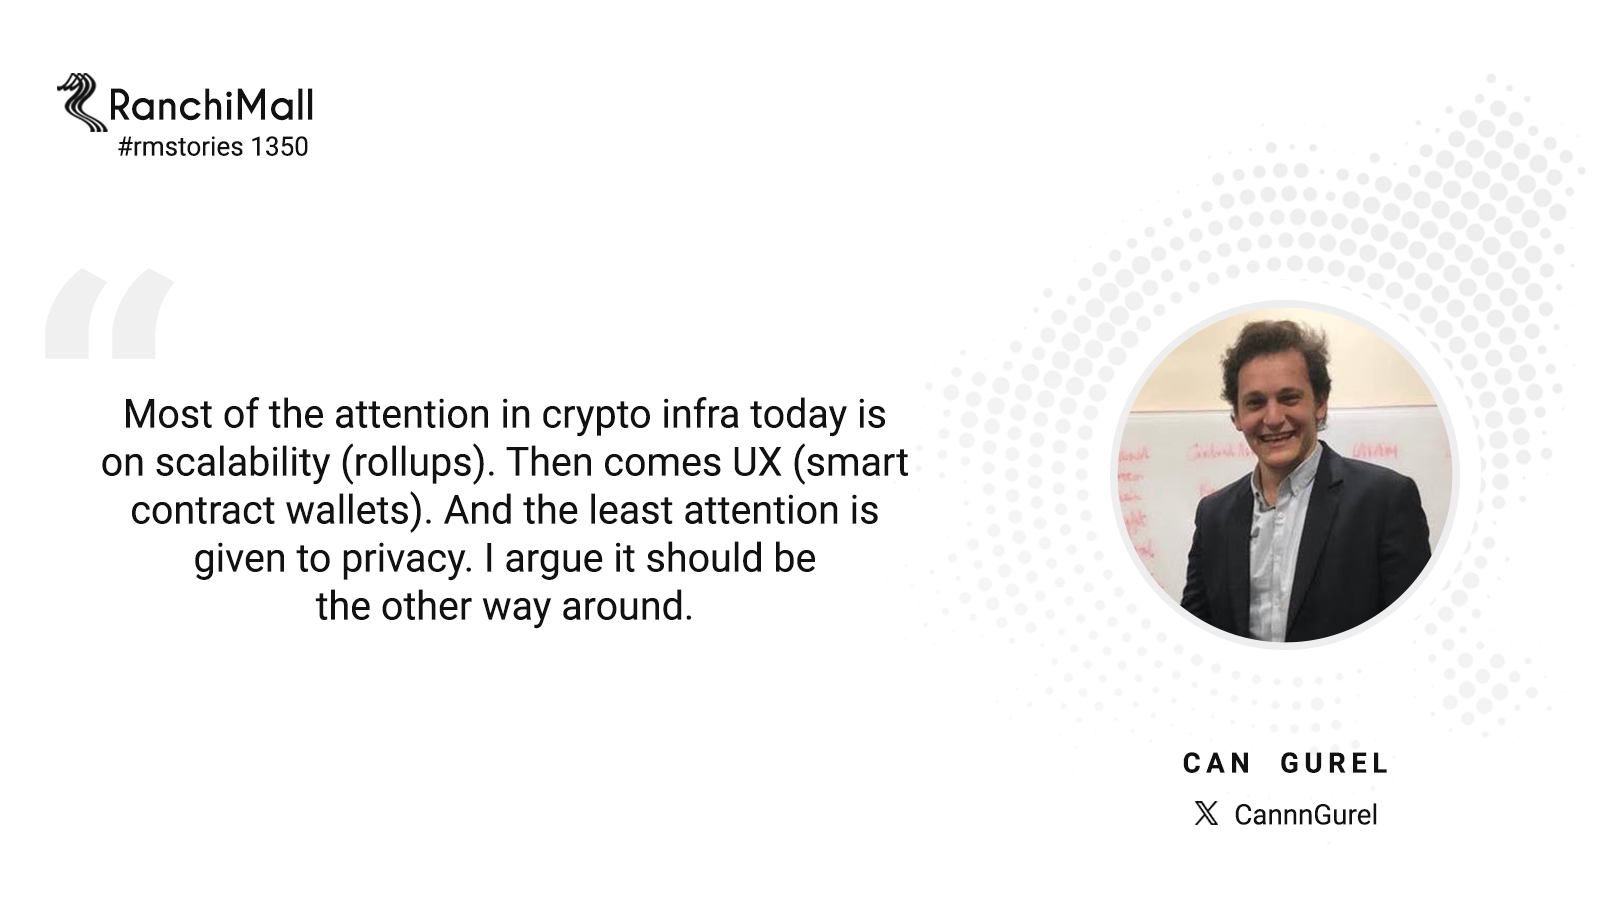 RanchiMall
#rmstories 1350
“
Most of the attention in crypto infra today is
on scalability (rollups). Then comes UX (smart
contract wallets). And the least attention is
given to privacy. I argue it should be
the other way around.
CAN GUREL
𝕏 CannnGurel